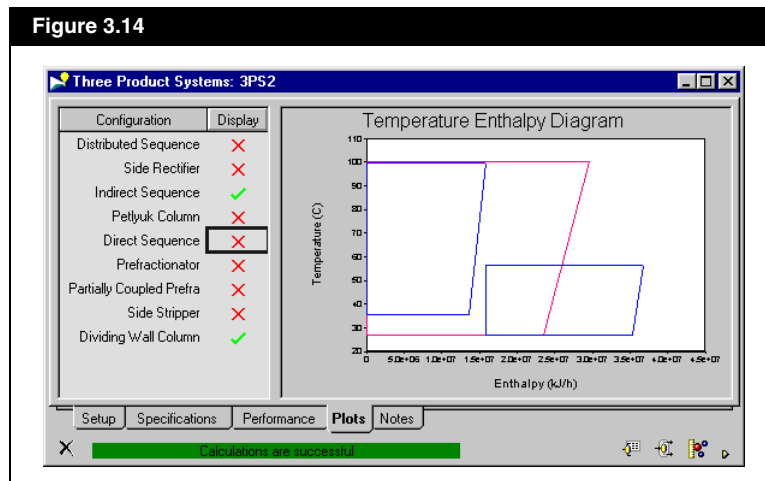 Figure 3.14
Three Product Systems: 3PS2
Configuration Display
Distributed Sequence
Side Rectifier
Indirect Sequence
Petlyuk Column
Direct Sequence
Prefractionator
Partially Coupled Prefra
Side Stripper
Dividing Wall Column
Temperature Enthalpy Diagram
Temperature (C)
110
100
90
80
70
60
50
40
30
20
0 5.0e+06 1.0e+07 1.5e+07 2.0e+07 2.5e+07 3.0e+07 3.5e+07 4.0e+07 4.5e+07
Enthalpy (kJ/h)
Setup Specifications Performance Plots Notes
Calculations are successful